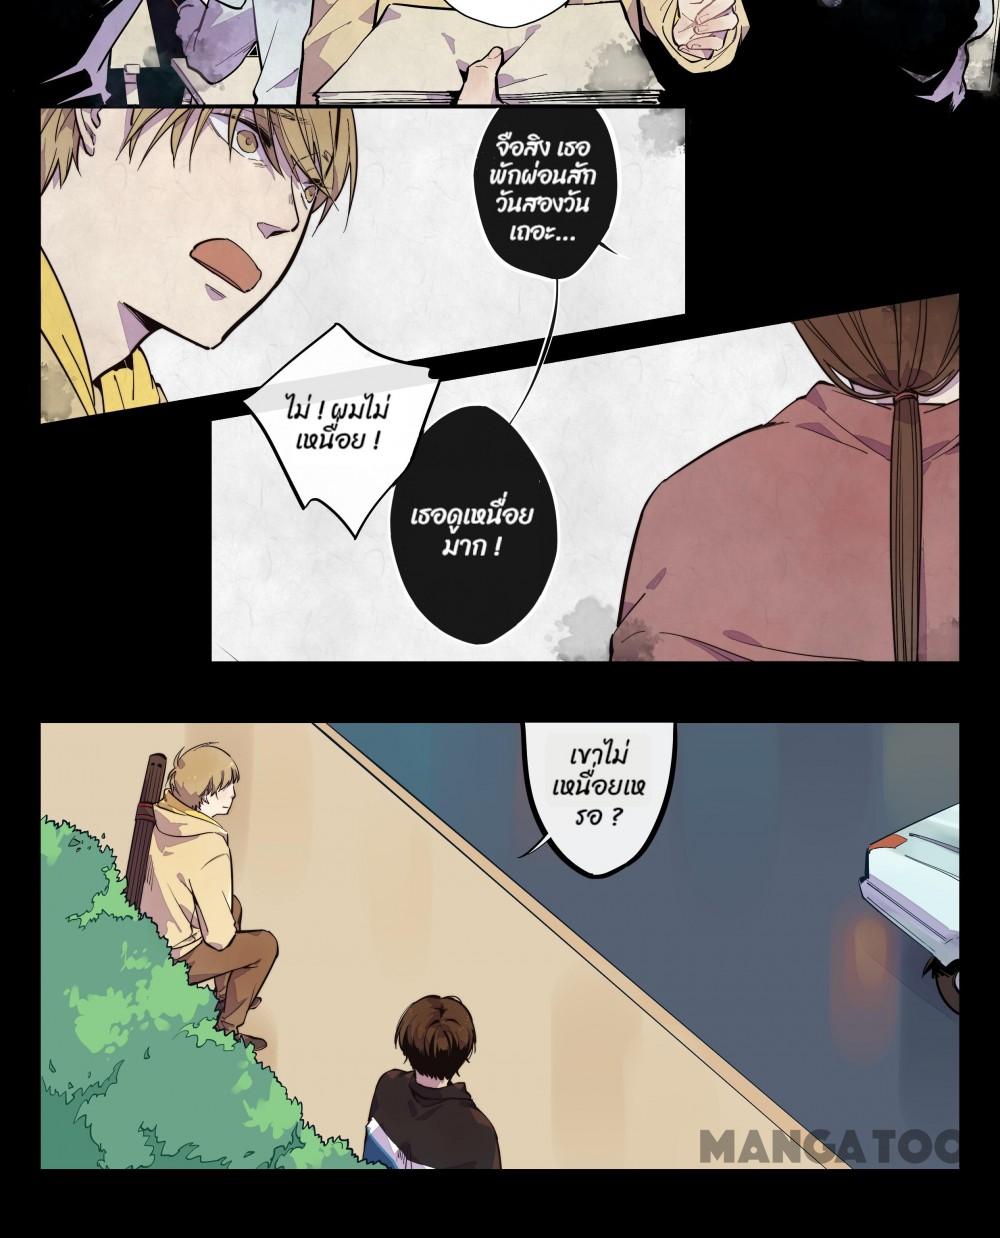 จือสิง เธอ
พักผ่อนสัก
วันสองวัน
เถอะ...
ไม่ ! ผมไม่
เหนื่อย !
เธอดูเหนื่อย
มาก !
เขาไม่
เหนื่อยเห
รอ ?
MANGATOO